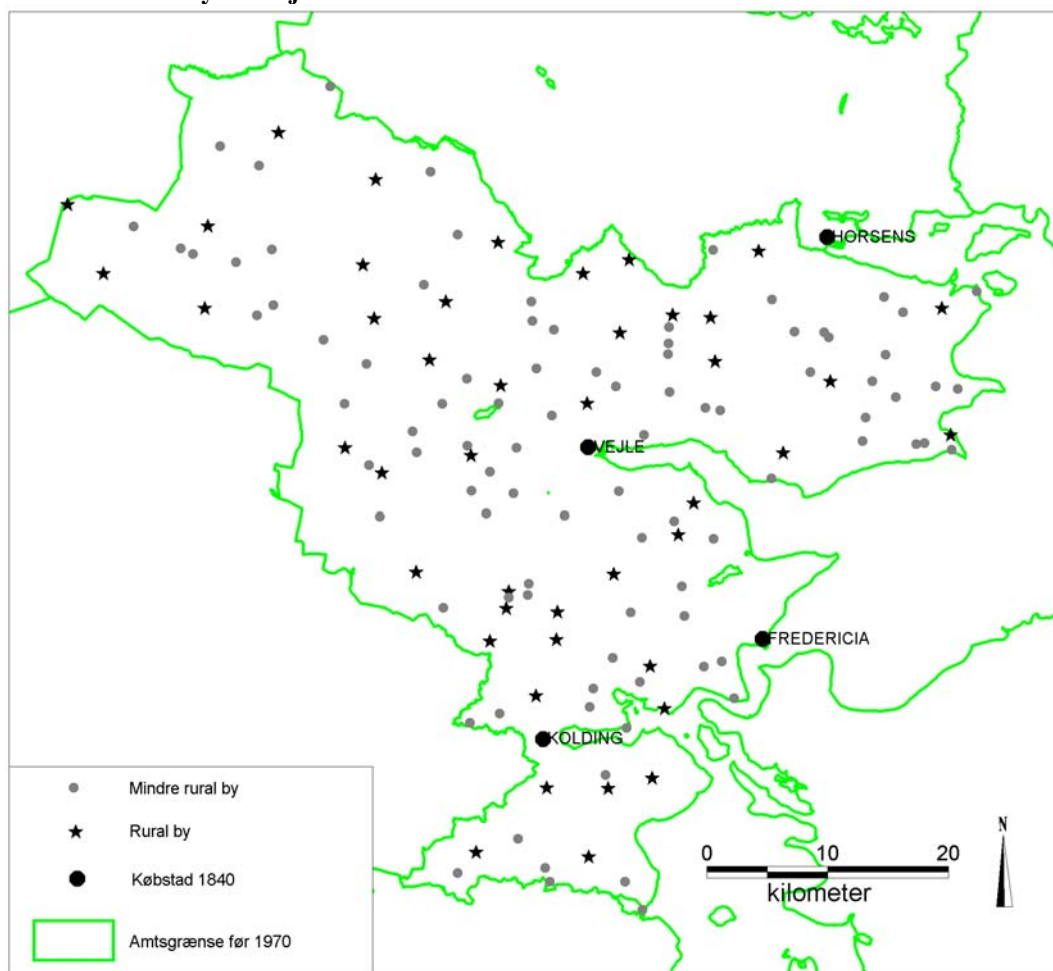 HORSENS
VEJLE
FREDERICIA
KOLDING
Mindre rural by
Rural by
Købstad 1840
Amtsgrænse før 1970
0 10 20
kilometer
N